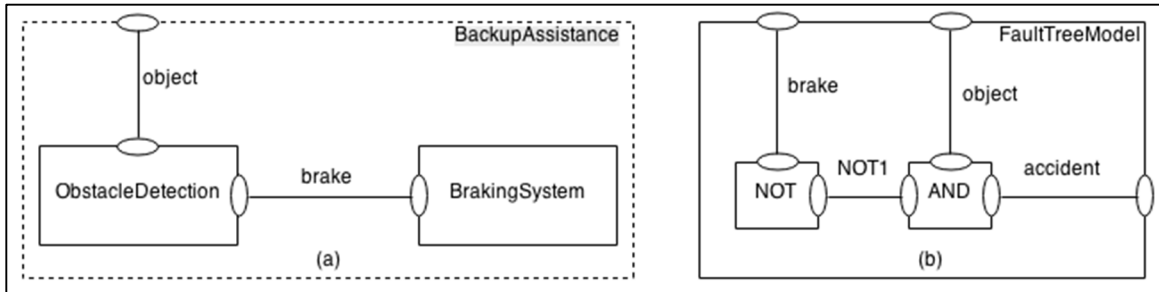 BackupAssistance
object
ObstacleDetection
brake
BrakingSystem
(a)
FaultTreeModel
brake
object
NOT
NOT1
AND
accident
(b)